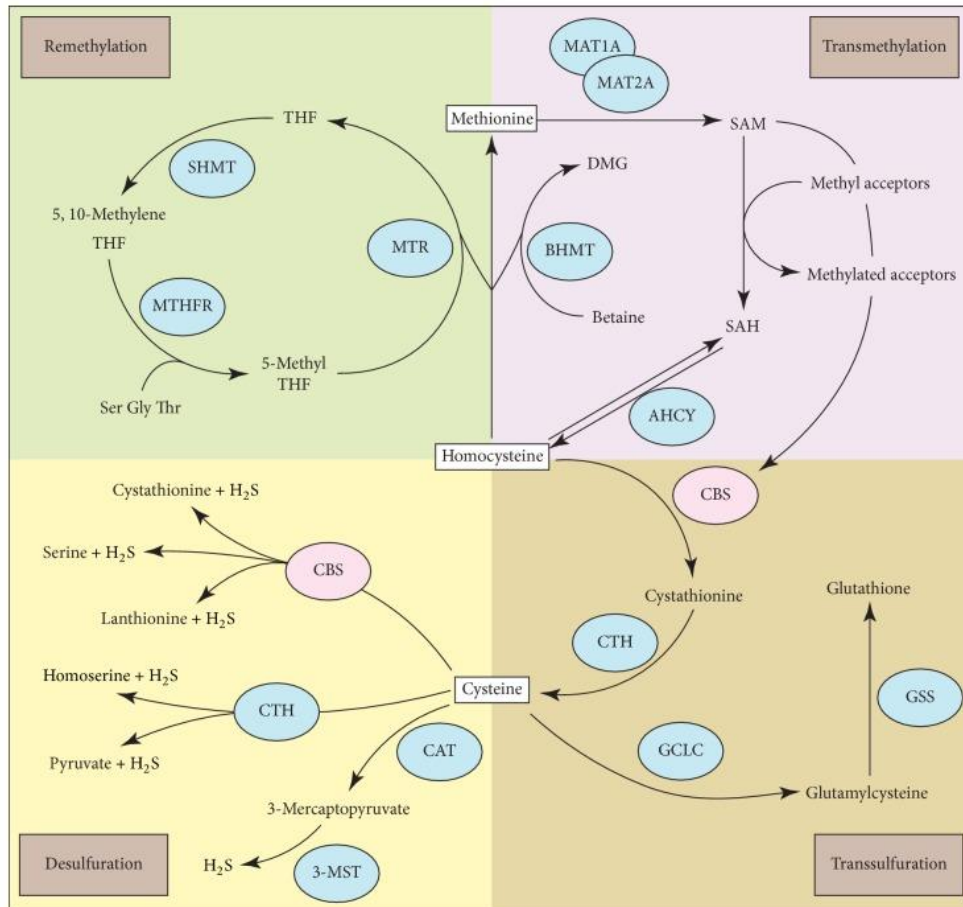 Remethylation
MAT1A
Transmethylation
MAT2A
THF
Methionine
SAM
SHMT
DMG
Methyl acceptors
5, 10-Methylene
THF
MTR
BHMT
Methylated acceptors
MTHFR
Betaine
SAH
5-Methyl
THF
Ser Gly Thr
AHCY
Homocysteine
CBS
Cystathionine + H₂S
Serine + H₂S
CBS
Cystathionine
Glutathione
Lanthionine + H₂S
CTH
Homoserine + H₂S
Cysteine
GSS
CTH
CAT
GCLC
Pyruvate + H₂S
3-Mercaptopyruvate
Glutamylcysteine
Desulfuration
H₂S
3-MST
Transsulfuration